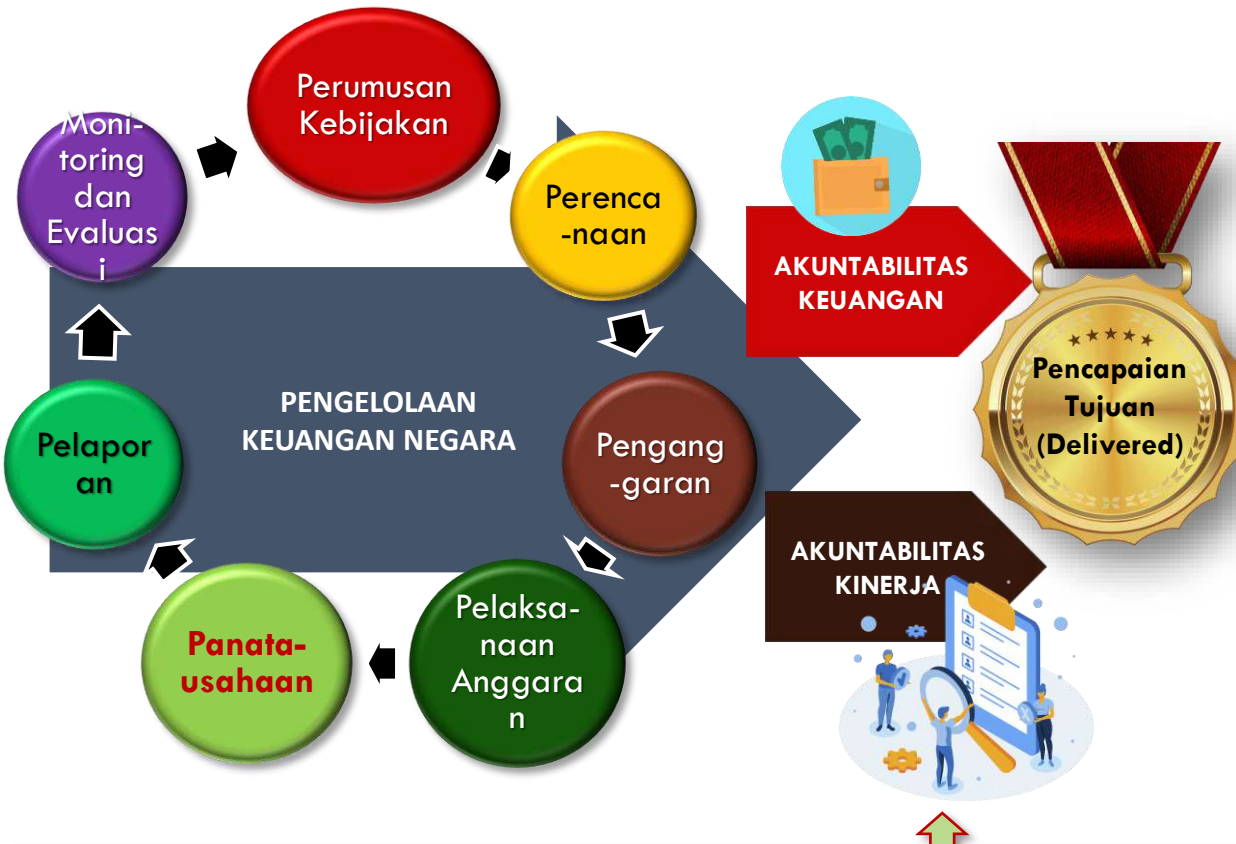 Perumusan
Kebijakan
Moni-
toring
dan
Evaluas
i
Perenca
-naan
AKUNTABILITAS
KEUANGAN
Pencapaian
Tujuan
(Delivered)
PENGELOLAAN
KEUANGAN NEGARA
Pelapor
an
Pengang
-garan
AKUNTABILITAS
KINERJA
Pelaksa-
naan
Anggara
n
Panata-
usahaan